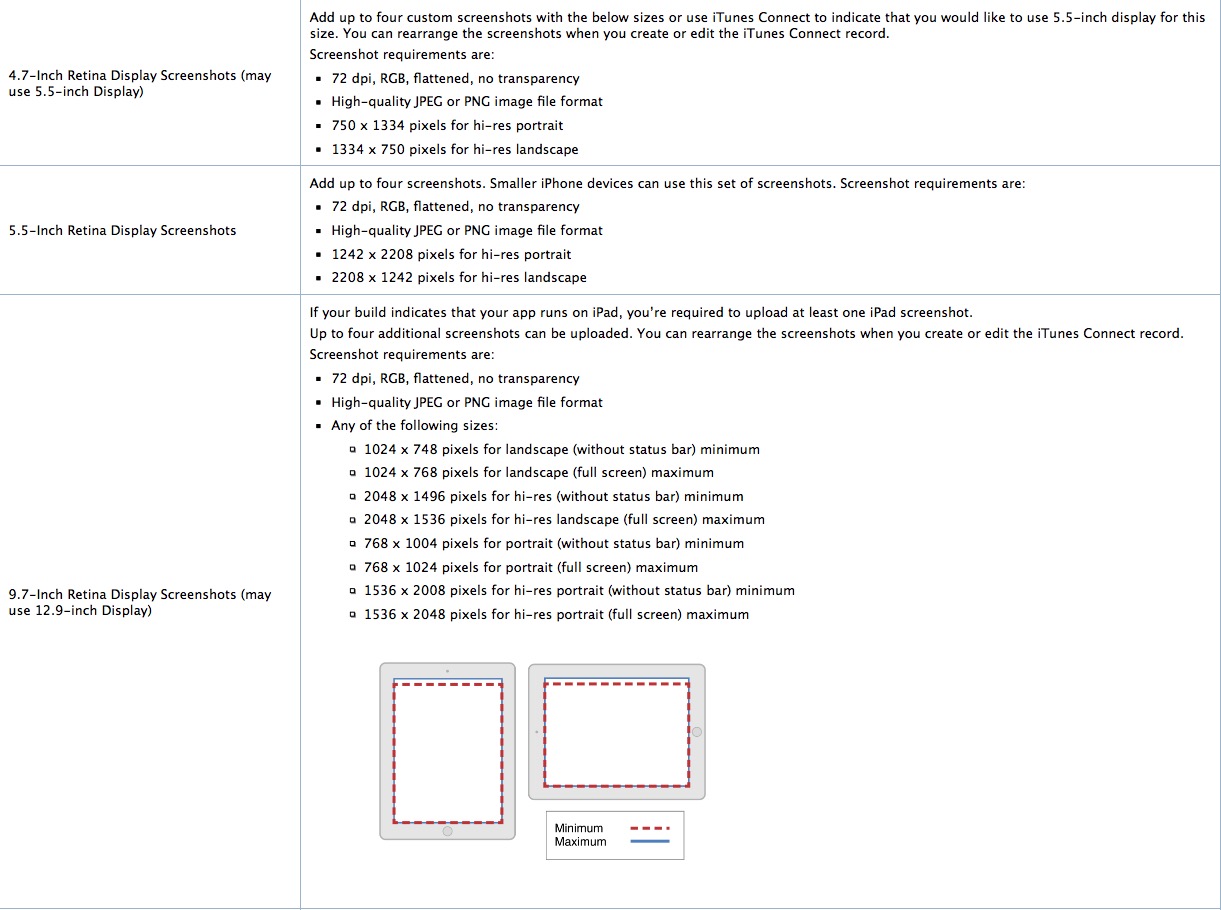 4.7-Inch Retina Display Screenshots (may
use 5.5-inch Display)
Add up to four custom screenshots with the below sizes or use iTunes Connect to indicate that you would like to use 5.5-inch display for this
size. You can rearrange the screenshots when you create or edit the iTunes Connect record.
Screenshot requirements are:
▪ 72 dpi, RGB, flattened, no transparency
▪ High-quality JPEG or PNG image file format
▪ 750 x 1334 pixels for hi-res portrait
▪ 1334 x 750 pixels for hi-res landscape
5.5-Inch Retina Display Screenshots
Add up to four screenshots. Smaller iPhone devices can use this set of screenshots. Screenshot requirements are:
▪ 72 dpi, RGB, flattened, no transparency
▪ High-quality JPEG or PNG image file format
▪ 1242 x 2208 pixels for hi-res portrait
▪ 2208 x 1242 pixels for hi-res landscape
9.7-Inch Retina Display Screenshots (may
use 12.9-inch Display)
If your build indicates that your app runs on iPad, you’re required to upload at least one iPad screenshot.
Up to four additional screenshots can be uploaded. You can rearrange the screenshots when you create or edit the iTunes Connect record.
Screenshot requirements are:
▪ 72 dpi, RGB, flattened, no transparency
▪ High-quality JPEG or PNG image file format
▪ Any of the following sizes:
▫ 1024 x 748 pixels for landscape (without status bar) minimum
▫ 1024 x 768 pixels for landscape (full screen) maximum
▫ 2048 x 1496 pixels for hi-res (without status bar) minimum
▫ 2048 x 1536 pixels for hi-res landscape (full screen) maximum
▫ 768 x 1004 pixels for portrait (without status bar) minimum
▫ 768 x 1024 pixels for portrait (full screen) maximum
▫ 1536 x 2008 pixels for hi-res portrait (without status bar) minimum
▫ 1536 x 2048 pixels for hi-res portrait (full screen) maximum
Minimum
Maximum